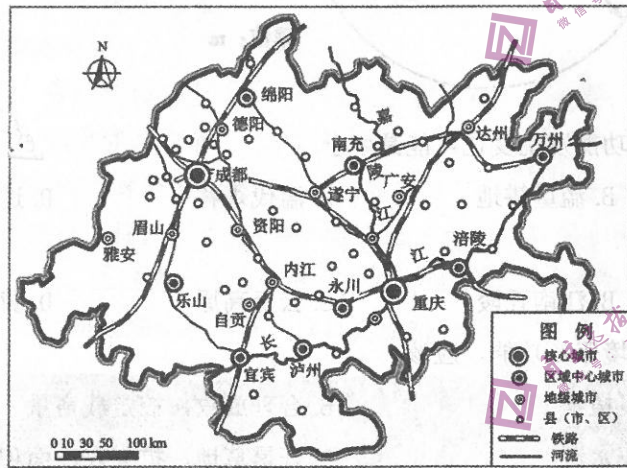 N
绵阳
德阳
成都
南充
嘉
陵
江
达州
万州
广安
遂宁
眉山
资阳
雅安
乐山
内江
自贡
永川
重庆
涪陵
长
江
宜宾
泸州
图例
核心城市
区域中心城市
地级城市
县（市、区）
铁路
河流
0 10 30 50 100 km
功
B.
B